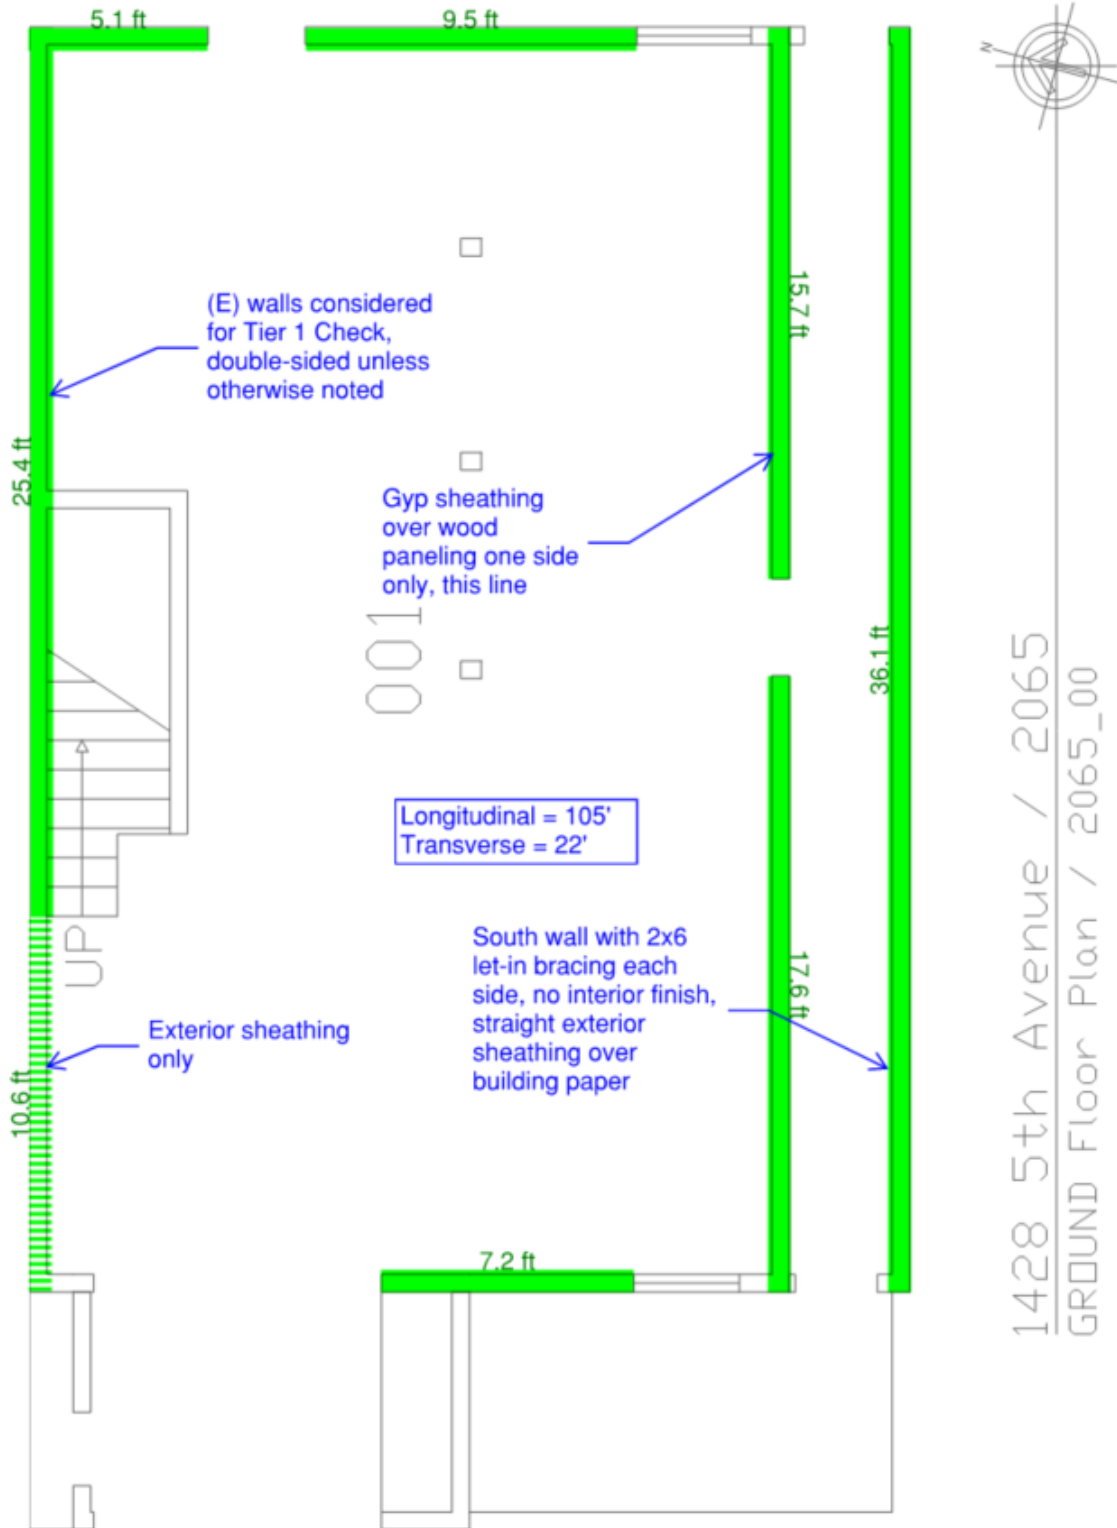 5.1 ft
9.5 ft
N
15.7 ft
(E) walls considered
for Tier 1 Check,
double-sided unless
otherwise noted
25.4 ft
Gyp sheathing
over wood
paneling one side
only, this line
001
36.1 ft
Longitudinal = 105'
Transverse = 22'
UP
South wall with 2x6
let-in bracing each
side, no interior finish,
straight exterior
sheathing over
building paper
17.6 ft
Exterior sheathing
only
10.6 ft
7.2 ft
1428 5th Avenue / 2065
GROUND Floor Plan / 2065_00